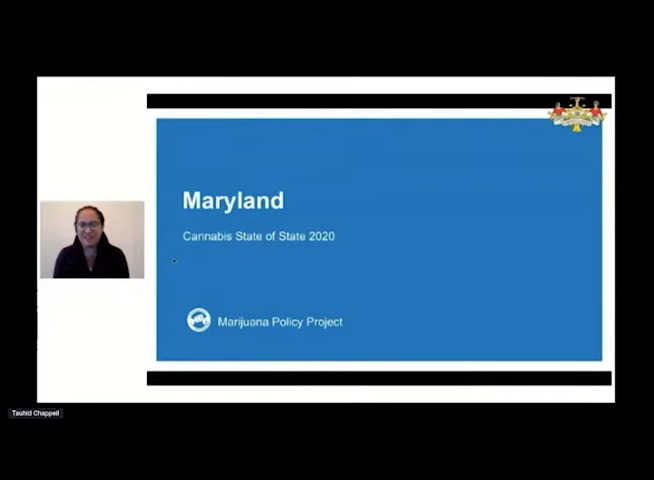 Maryland
Cannabis State of State 2020
Marijuana Policy Project
Tauhid Chappell